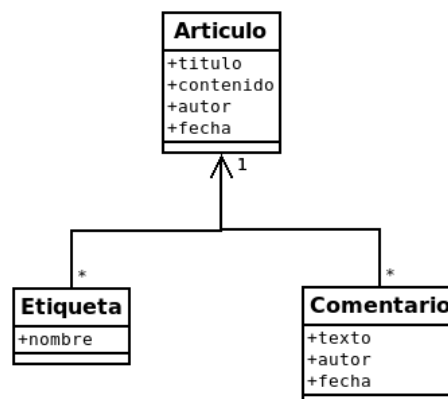 Articulo
+titulo
+contenido
+autor
+fecha
1
*
*
Etiqueta
+nombre
Comentario
+texto
+autor
+fecha